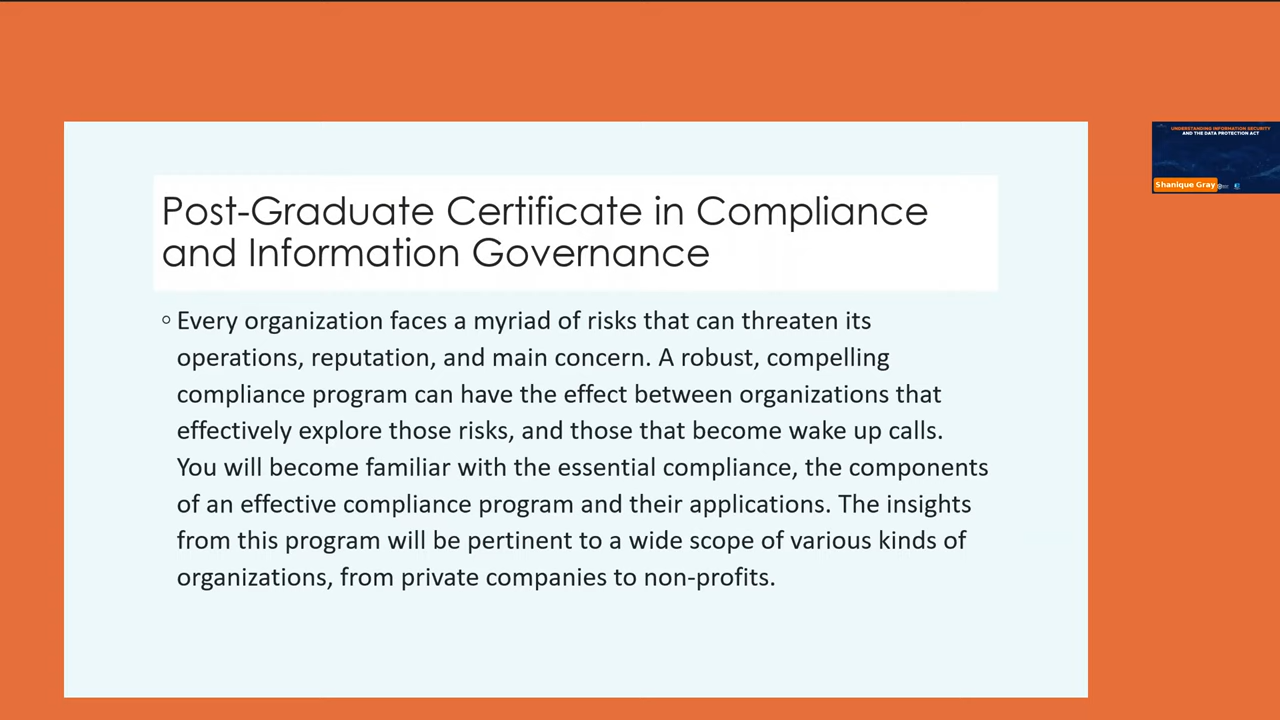 Post-Graduate Certificate in Compliance
and Information Governance
◦ Every organization faces a myriad of risks that can threaten its
operations, reputation, and main concern. A robust, compelling
compliance program can have the effect between organizations that
effectively explore those risks, and those that become wake up calls.
You will become familiar with the essential compliance, the components
of an effective compliance program and their applications. The insights
from this program will be pertinent to a wide scope of various kinds of
organizations, from private companies to non-profits.
UNDERSTANDING INFORMATION SECURITY
AND THE DATA PROTECTION ACT
Shanique Gray